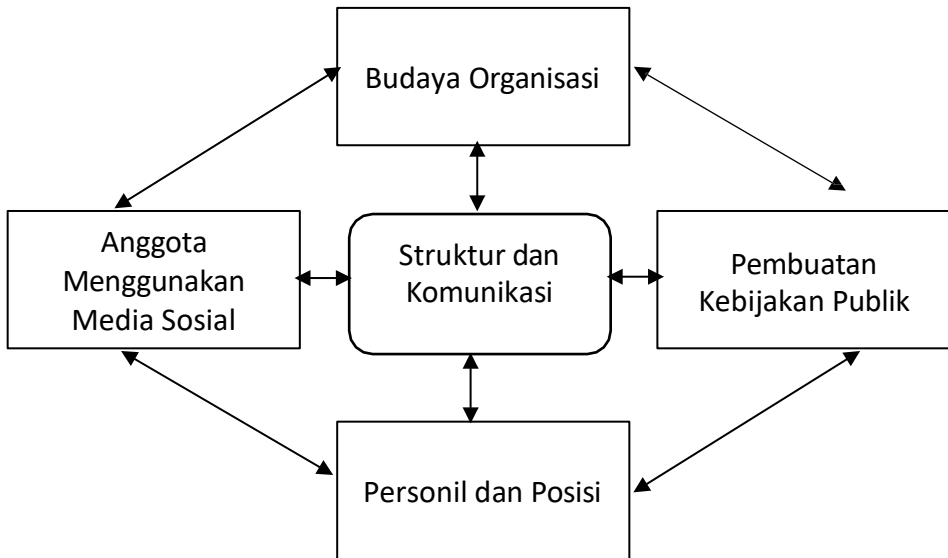 Budaya Organisasi
Anggota
Menggunakan
Media Sosial
Struktur dan
Komunikasi
Pembuatan
Kebijakan Publik
Personil dan Posisi